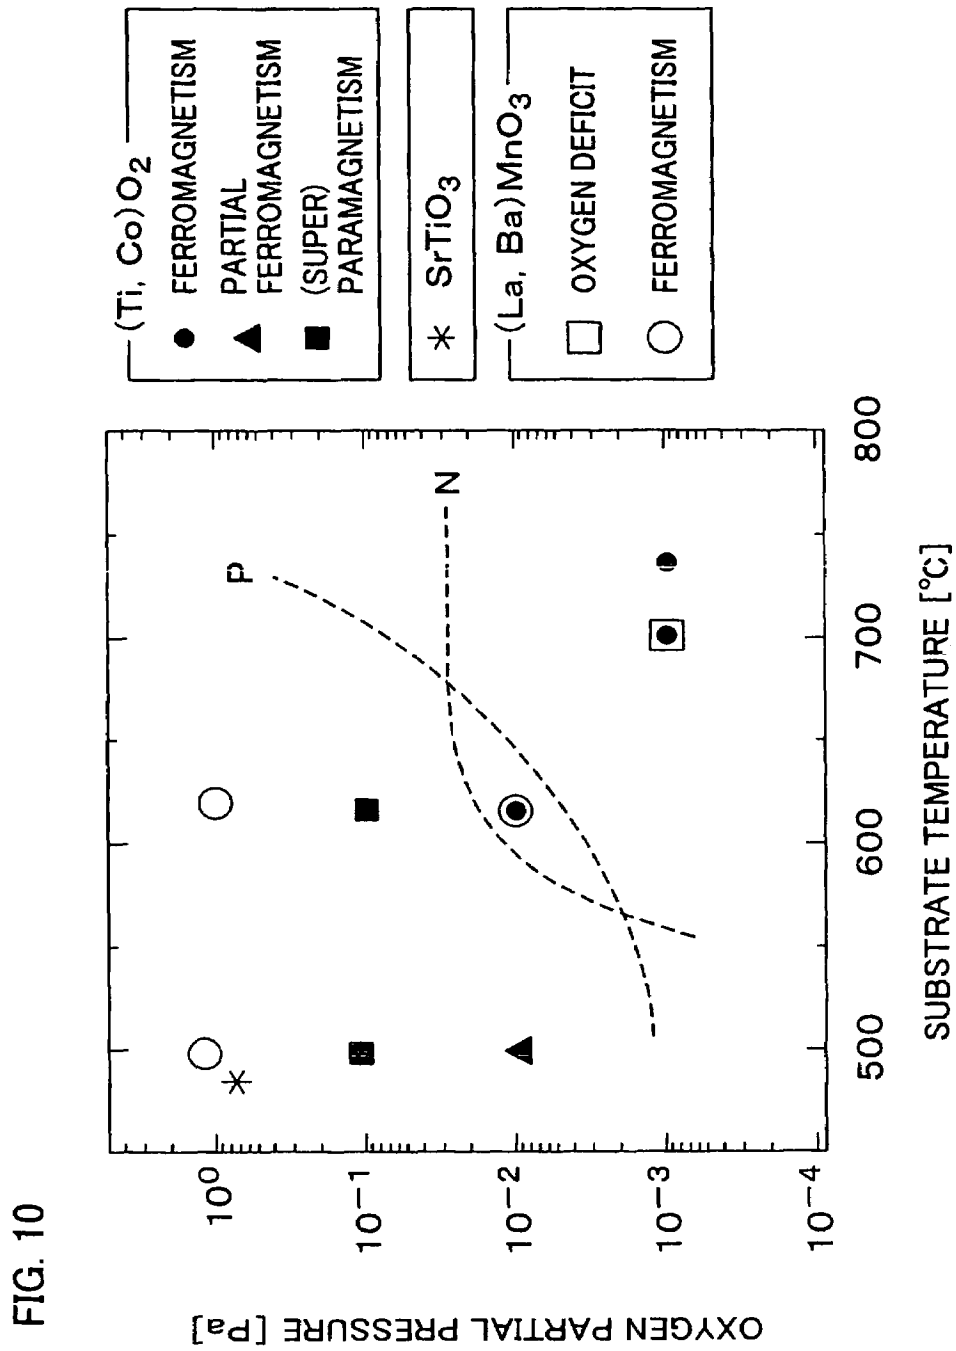 FIG. 10
OXYGEN PARTIAL PRESSURE [Pa]
10⁰
10⁻¹
10⁻²
10⁻³
10⁻⁴
500
600
700
800
SUBSTRATE TEMPERATURE [°C]
P
N
(Ti, Co)O₂
● FERROMAGNETISM
▲ PARTIAL
FERROMAGNETISM
■ (SUPER)
PARAMAGNETISM
＊ SrTiO₃
(La, Ba)MnO₃
□ OXYGEN DEFICIT
○ FERROMAGNETISM